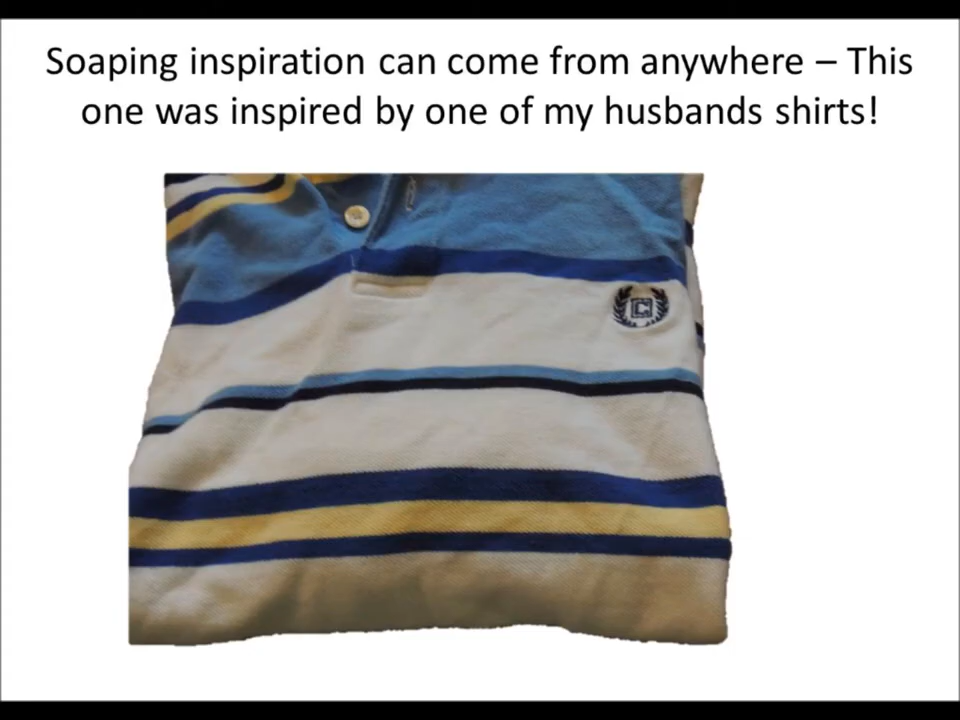 Soaping inspiration can come from anywhere – This
one was inspired by one of my husbands shirts!
C